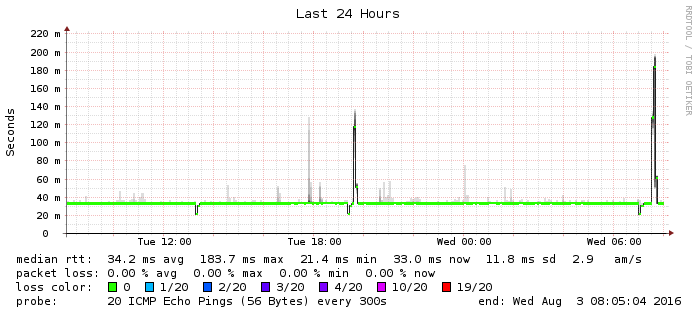 Last 24 Hours
RRDTOOL / TOBI OETIKER
Seconds
220 m
200 m
180 m
160 m
140 m
120 m
100 m
80 m
60 m
40 m
20 m
0
Tue 12:00 Tue 18:00 Wed 00:00 Wed 06:00
median rtt: 34.2 ms avg 183.7 ms max 21.4 ms min 33.0 ms now 11.8 ms sd 2.9 am/s
packet loss: 0.00 % avg 0.00 % max 0.00 % min 0.00 % now
loss color: 0 1/20 2/20 3/20 4/20 10/20 19/20
probe: 20 ICMP Echo Pings (56 Bytes) every 300s end: Wed Aug 3 08:05:04 2016